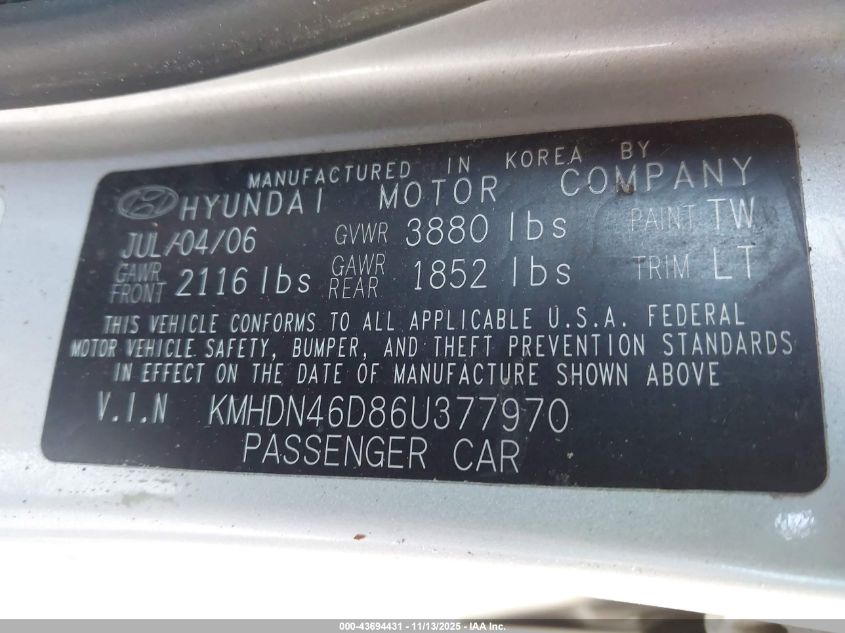 MANUFACTURED IN KOREA BY
HYUNDAI MOTOR COMPANY
JUL/04/06 GVWR 3880 lbs PAINT TW
GAWR FRONT 2116 lbs GAWR REAR 1852 lbs TRIM LT
THIS VEHICLE CONFORMS TO ALL APPLICABLE U.S.A. FEDERAL
MOTOR VEHICLE SAFETY, BUMPER, AND THEFT PREVENTION STANDARDS
IN EFFECT ON THE DATE OF MANUFACTURE SHOWN ABOVE
V.I.N KMHDN46D86U377970
PASSENGER CAR
000-43694431 - 11/13/2025 - IAA Inc.